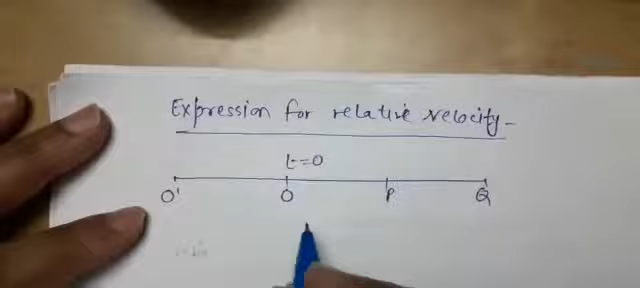 Expression for relative velocity-
t=0
O' O P Q